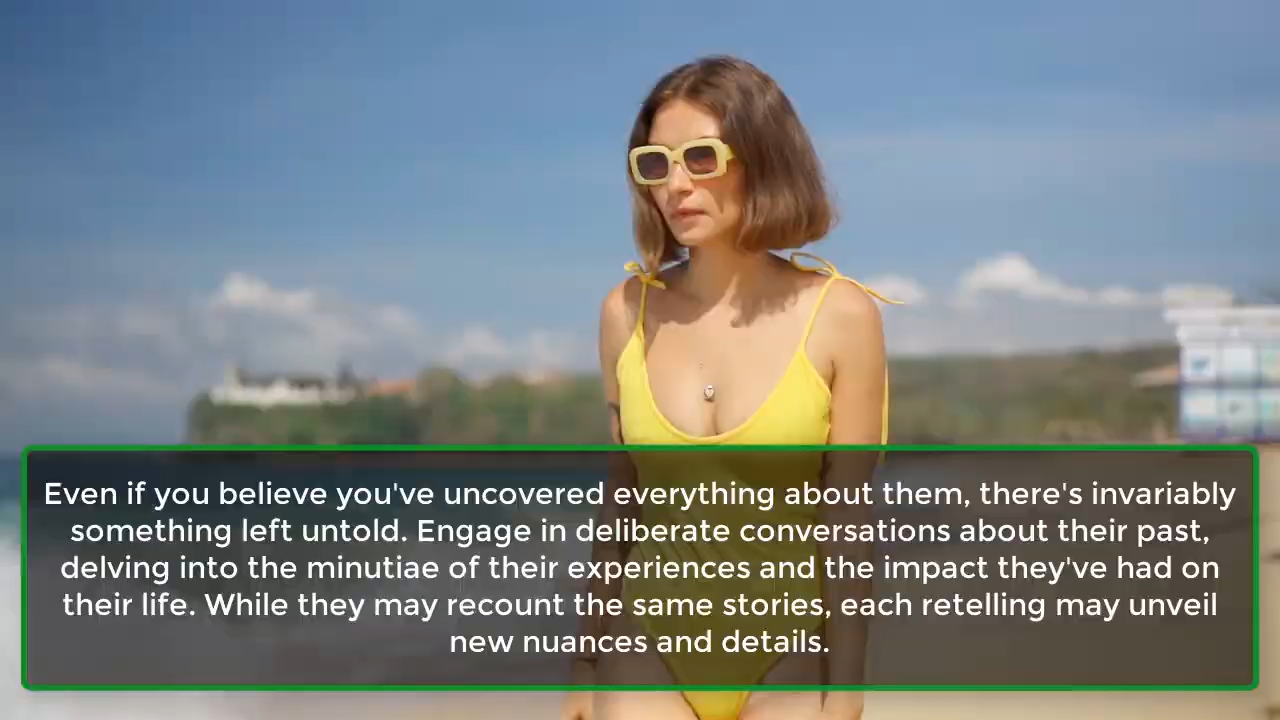 Even if you believe you've uncovered everything about them, there's invariably
something left untold. Engage in deliberate conversations about their past,
delving into the minutiae of their experiences and the impact they've had on
their life. While they may recount the same stories, each retelling may unveil
new nuances and details.